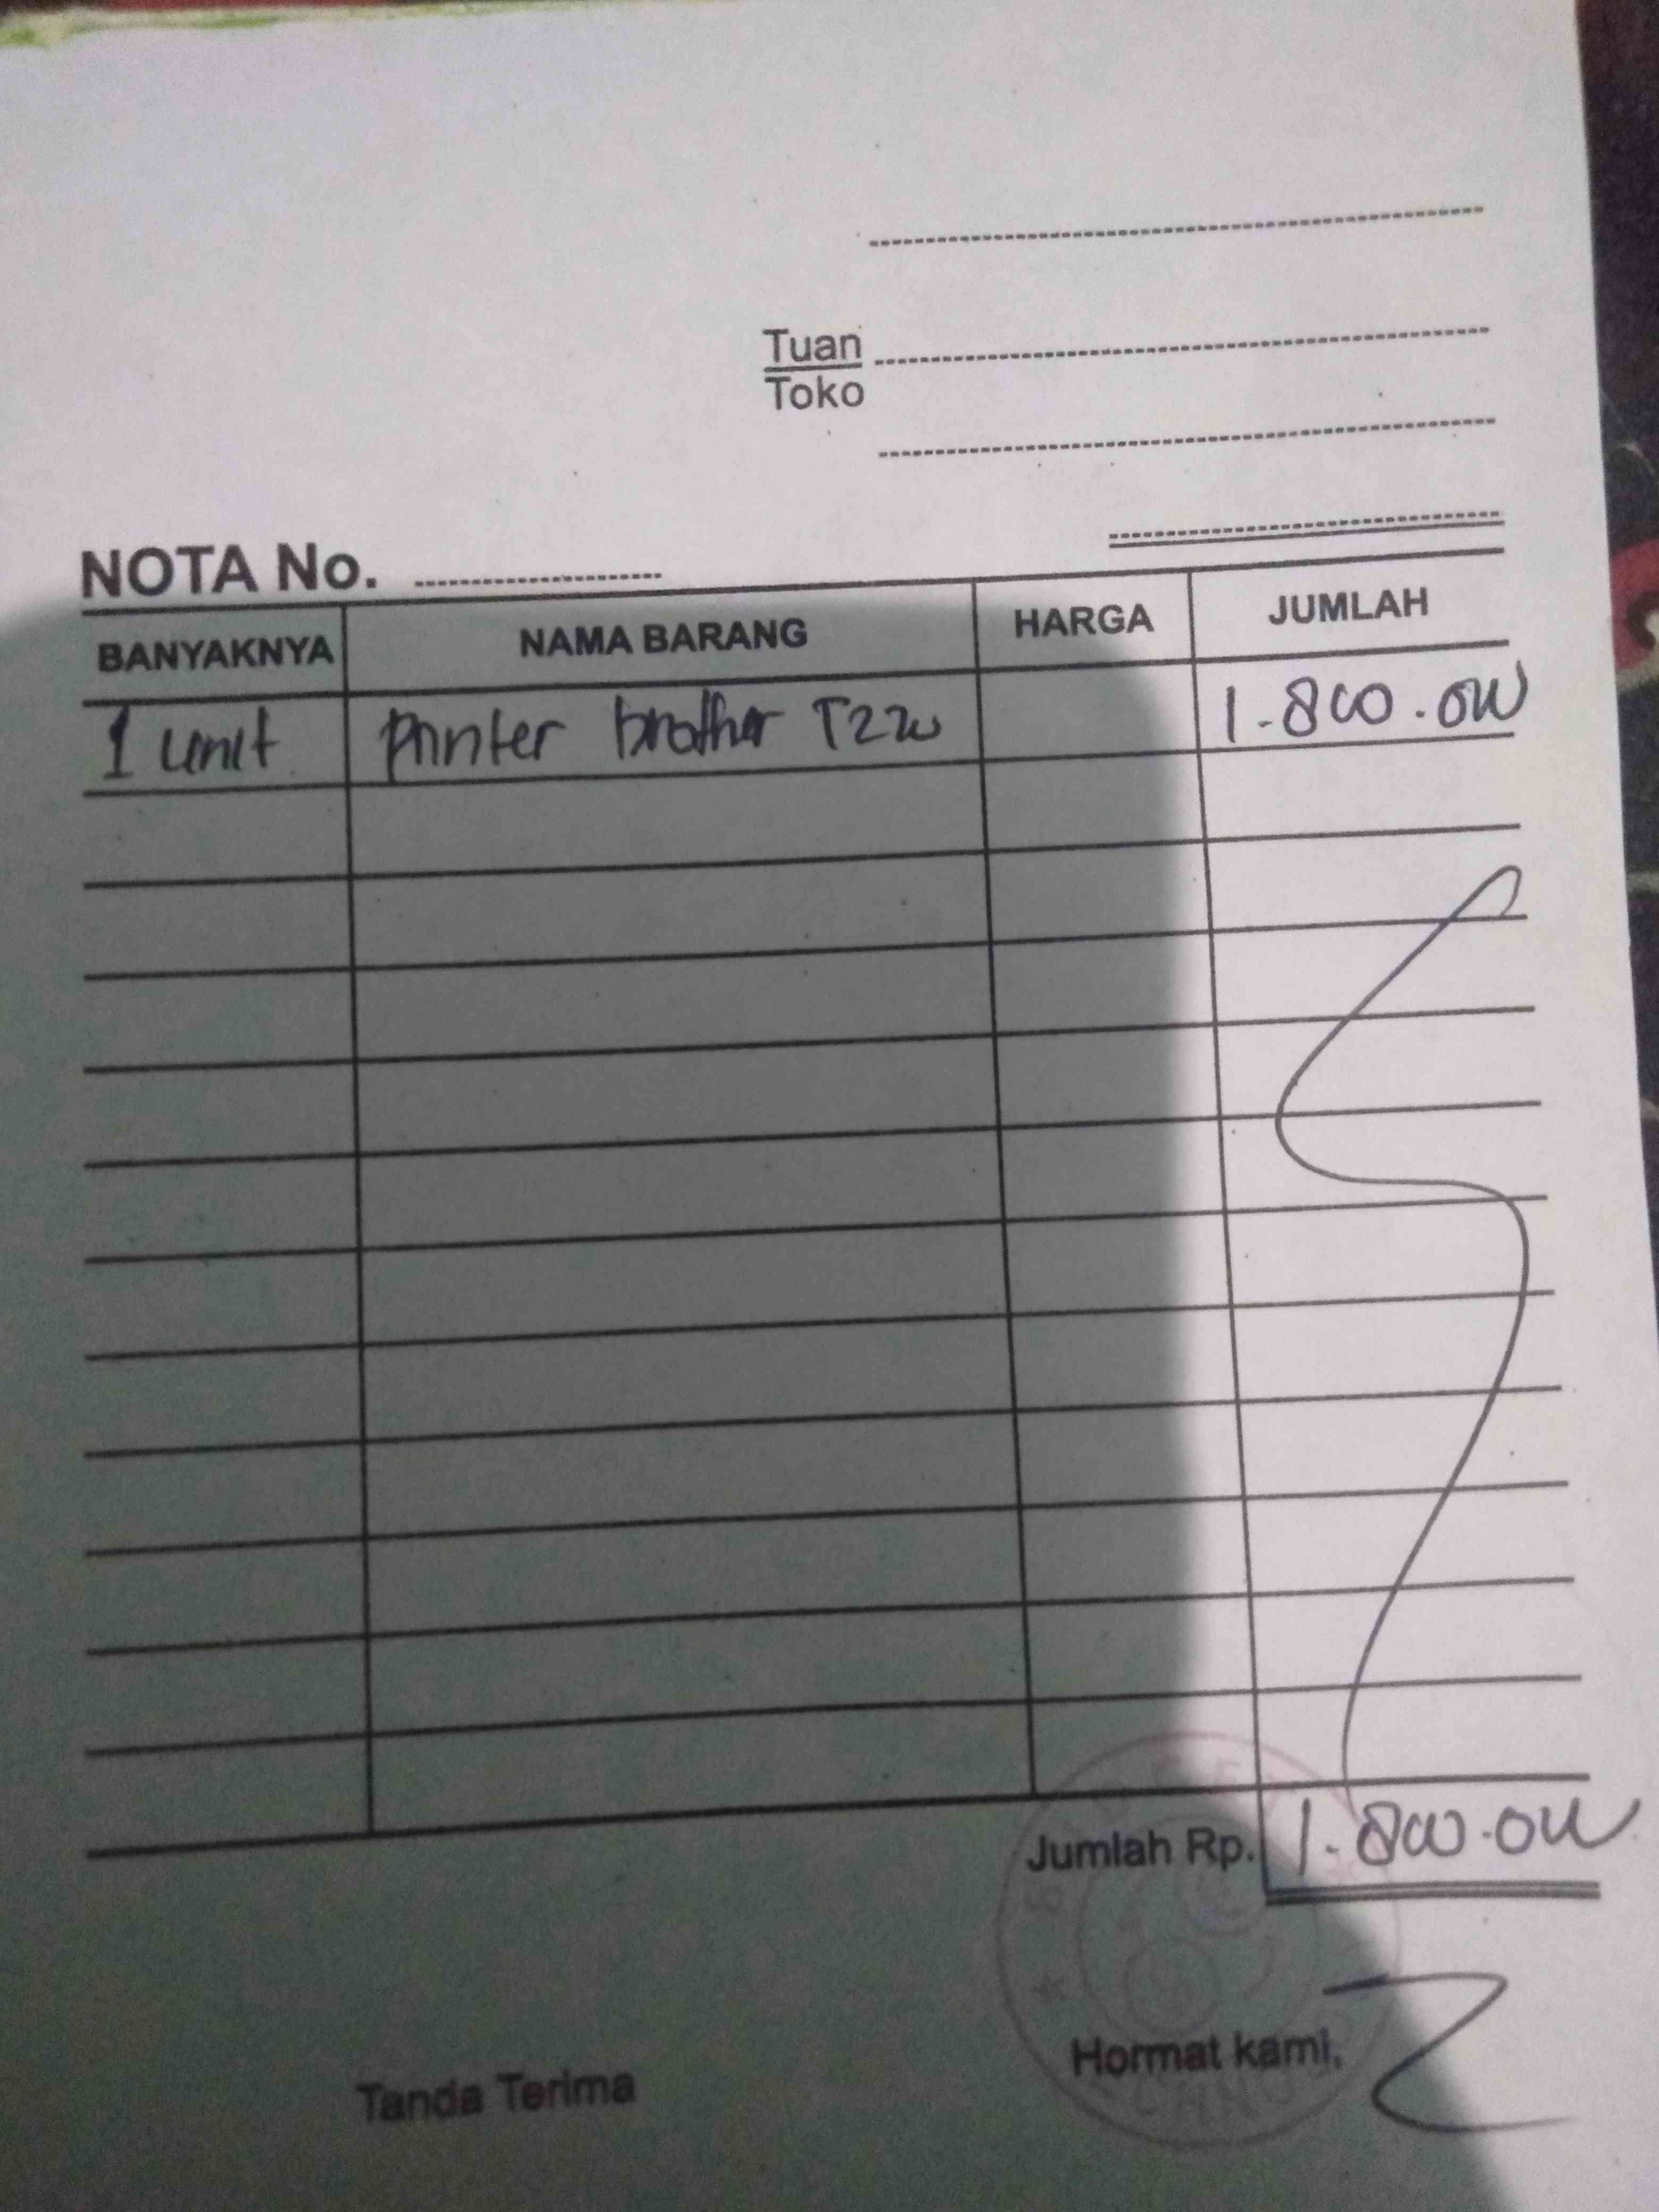 Tuan
Toko
NOTA No.
BANYAKNYA NAMA BARANG HARGA JUMLAH
1 unit Printer brother T220 1.800.000
Jumlah Rp. 1.800.000
Tanda Terima Hormat kami,